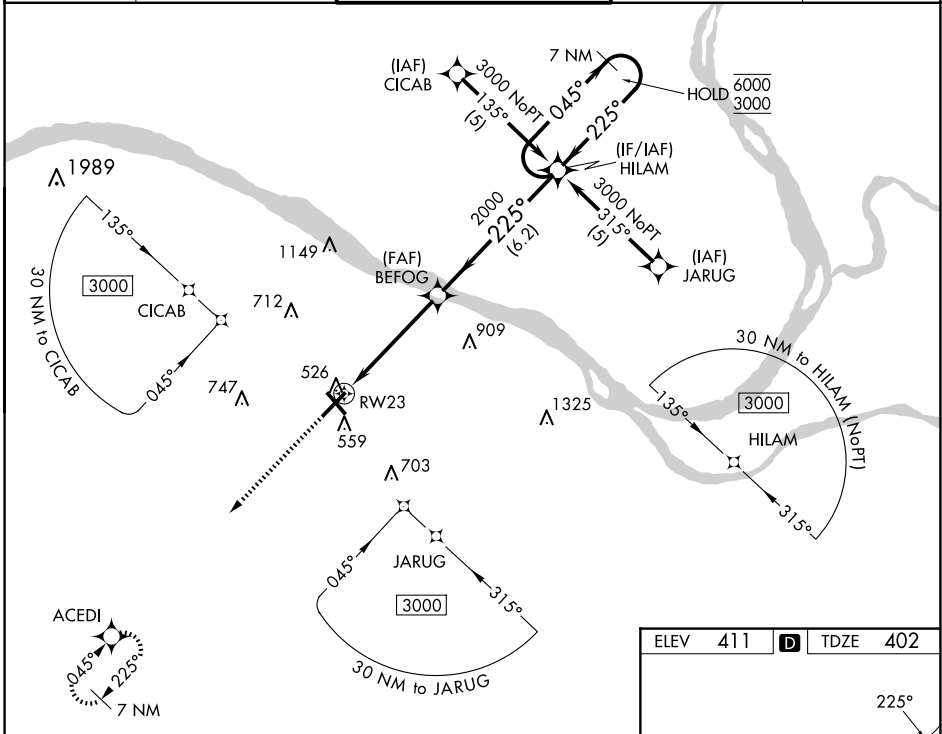 (IAF)
CICAB
3000 NoPT
135°
(5)
7 NM
045°
225°
HOLD
6000
3000
(IF/IAF)
HILAM
3000 NoPT
315°
(5)
(IAF)
JARUG
2000
225°
(6.2)
(FAF)
BEFOG
1989
1149
712
747
526
559
909
703
1325
RW23
135°
3000
CICAB
045°
30 NM to CICAB
30 NM to HILAM (NoPT)
135°
3000
HILAM
315°
045°
JARUG
3000
315°
30 NM to JARUG
ACEDI
045°
225°
7 NM
ELEV 411 D TDZE 402
225°